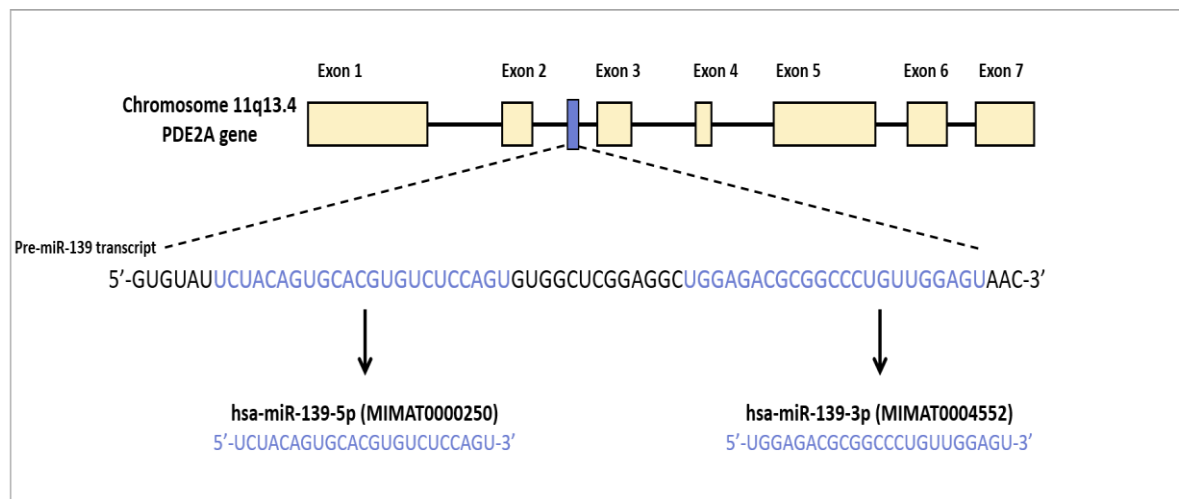 Exon 1 Exon 2 Exon 3 Exon 4 Exon 5 Exon 6 Exon 7
Chromosome 11q13.4
PDE2A gene
Pre-miR-139 transcript
5’-GUGUAUUCUACAGUGCACGUGUCUCCAGUGUGGCUCGGAGGCUGGAGACGCGGCCCUGUUGGAGUAAC-3’
hsa-miR-139-5p (MIMAT0000250) hsa-miR-139-3p (MIMAT0004552)
5’-UCUACAGUGCACGUGUCUCCAGU-3’ 5’-UGGAGACGCGGCCCUGUUGGAGU-3’